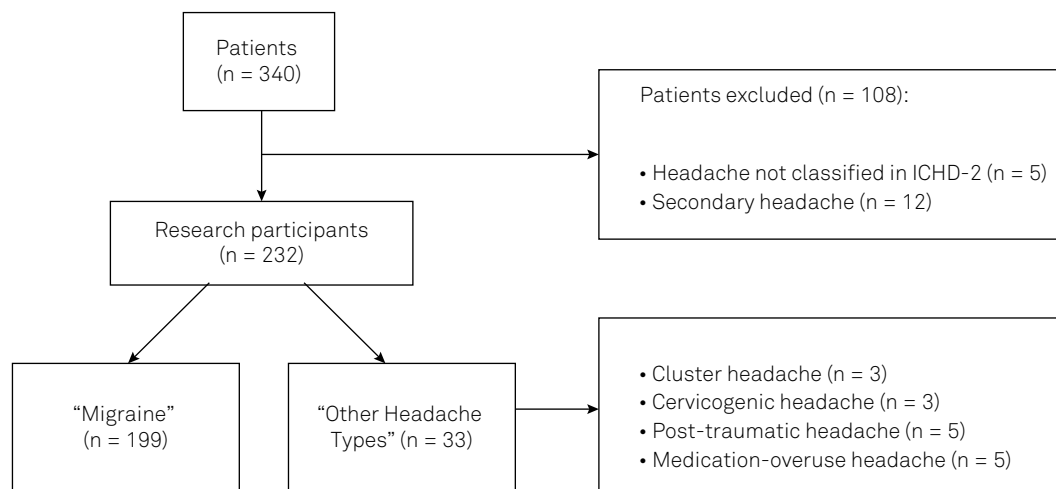 Patients
(n = 340)
Patients excluded (n = 108):
• Headache not classified in ICHD-2 (n = 5)
• Secondary headache (n = 12)
Research participants
(n = 232)
“Migraine”
(n = 199)
“Other Headache
Types” (n = 33)
• Cluster headache (n = 3)
• Cervicogenic headache (n = 3)
• Post-traumatic headache (n = 5)
• Medication-overuse headache (n = 5)